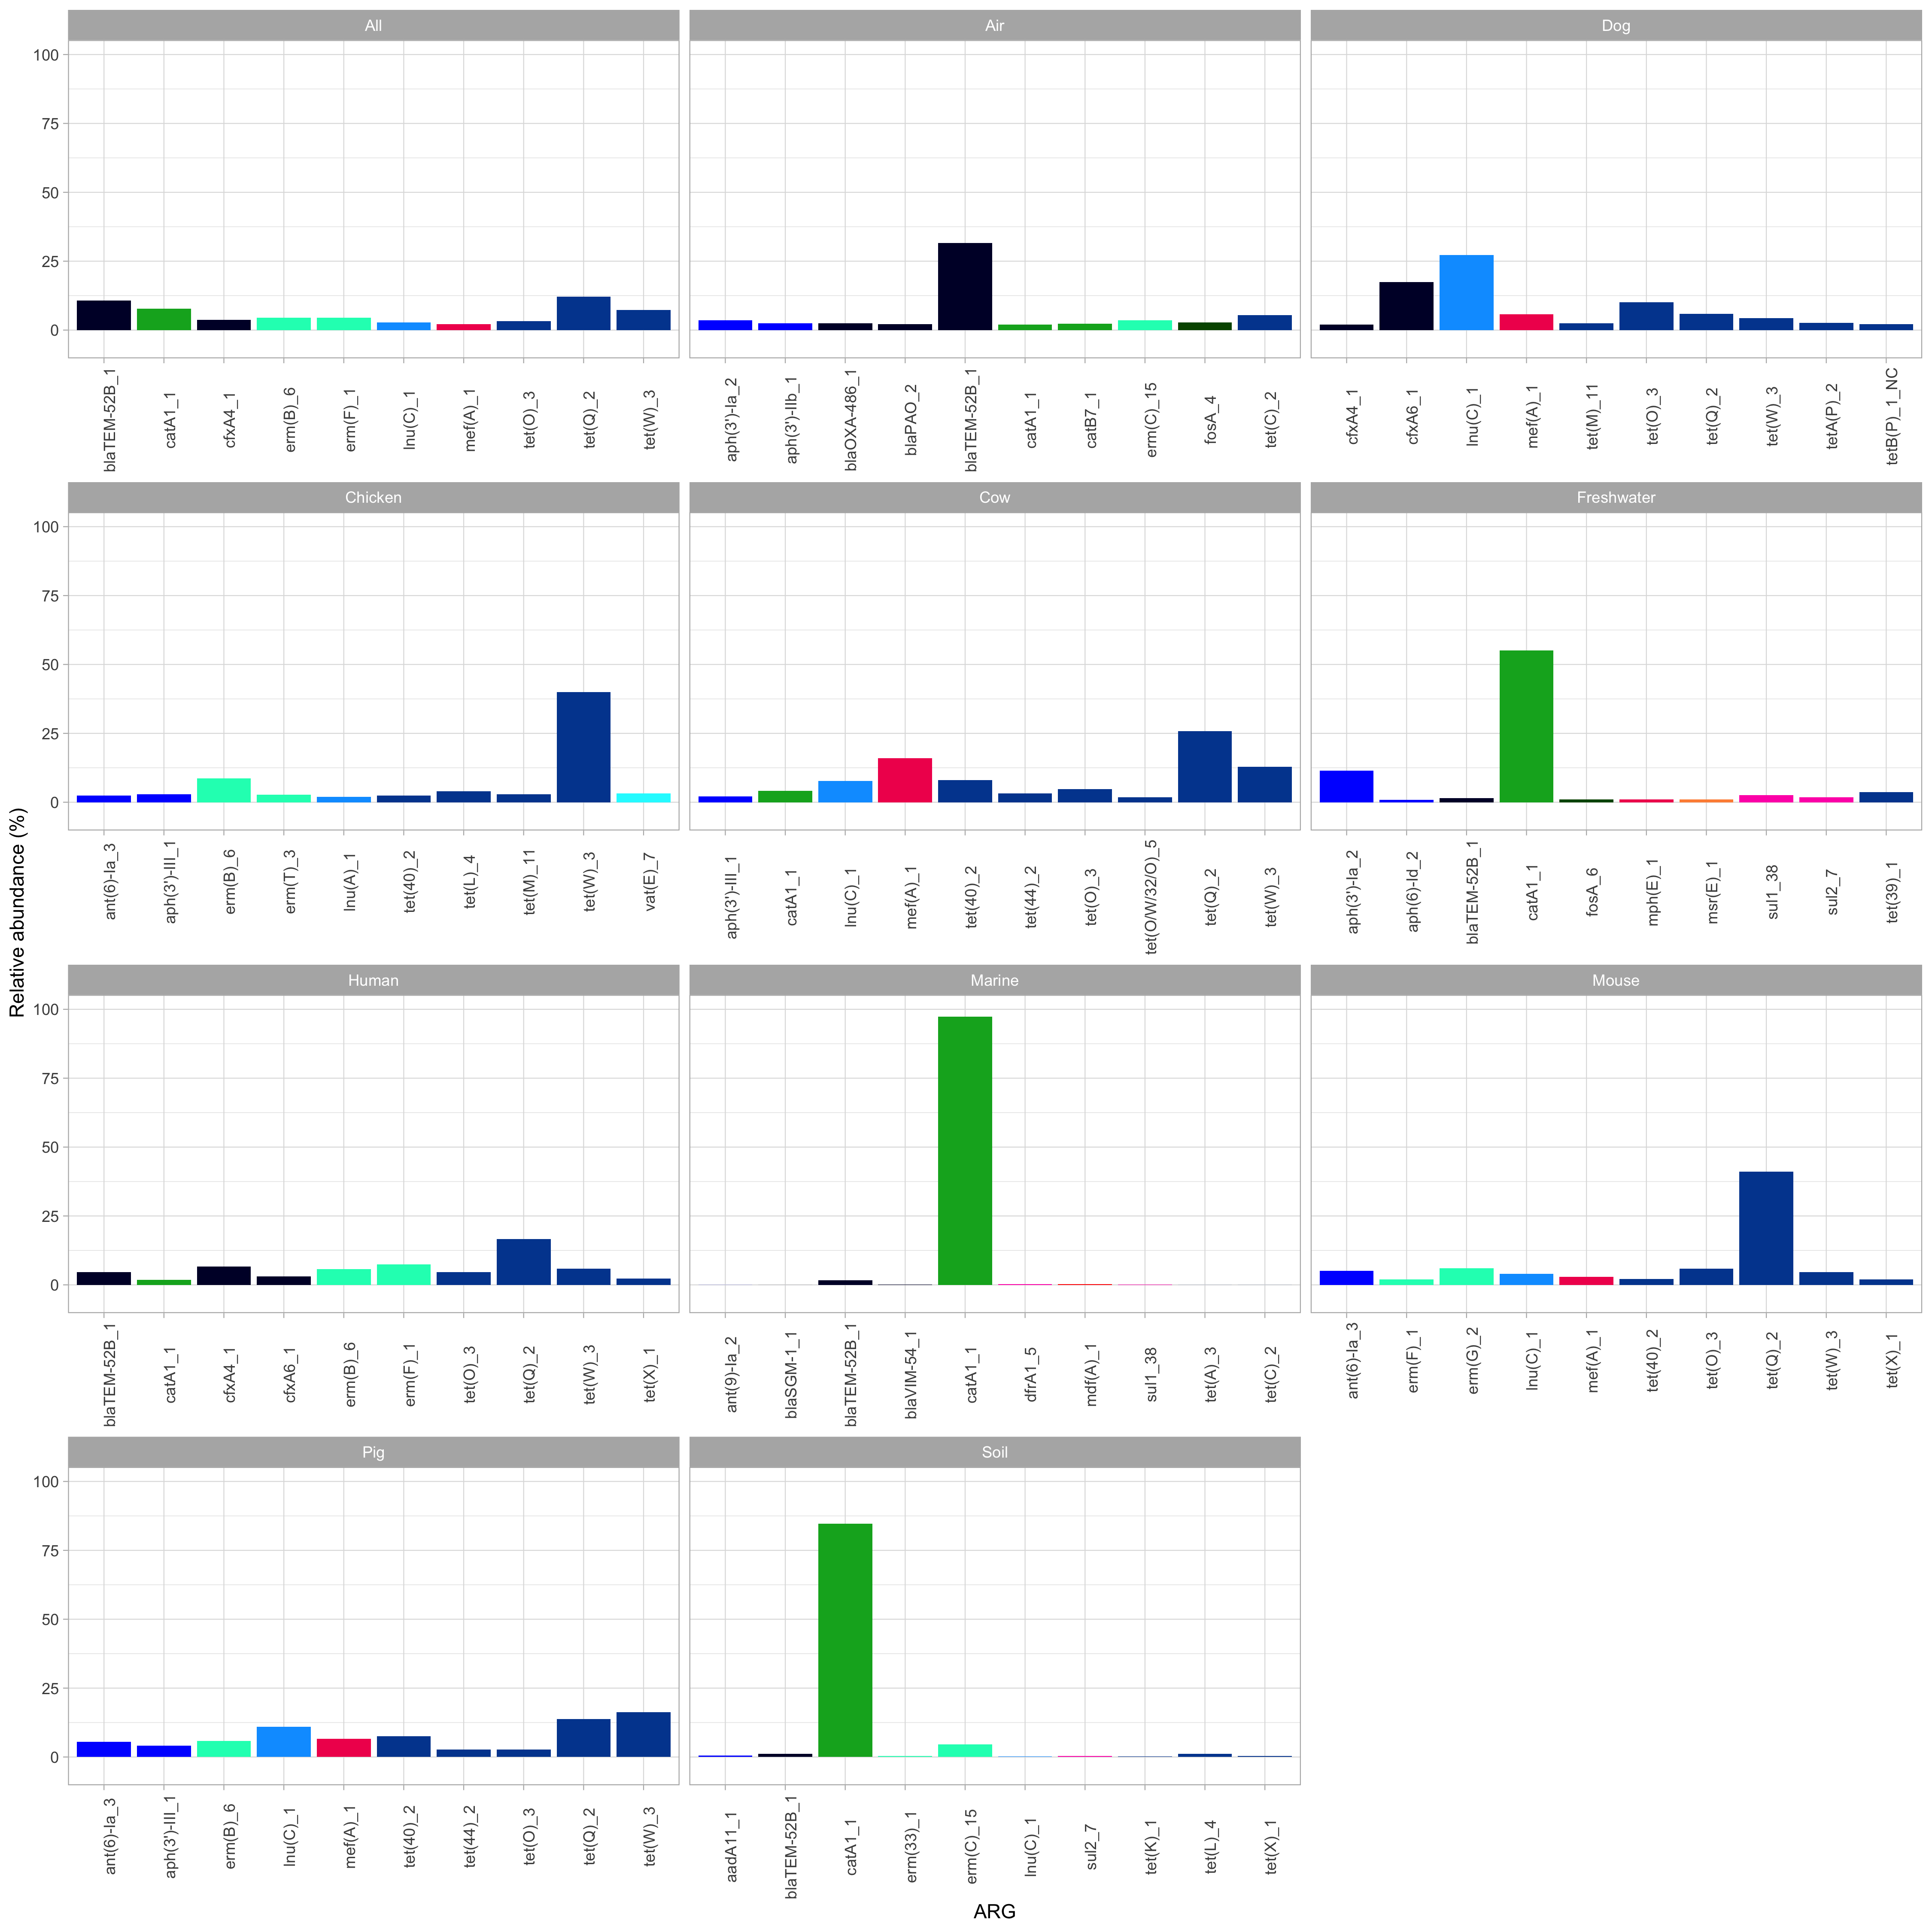 All
Air
Dog
100
75
50
25
0
blaTEM-52B_1
catA1_1
cfxA4_1
erm(B)_6
erm(F)_1
lnu(C)_1
mef(A)_1
tet(O)_3
tet(Q)_2
tet(W)_3
aph(3')-Ia_2
aph(3')-IIb_1
blaOXA-486_1
blaPAO_2
blaTEM-52B_1
catA1_1
catB7_1
erm(C)_15
fosA_4
tet(C)_2
cfxA4_1
cfxA6_1
lnu(C)_1
mef(A)_1
tet(M)_11
tet(O)_3
tet(Q)_2
tet(W)_3
tetA(P)_2
tetB(P)_1_NC
Chicken
Cow
Freshwater
100
75
50
25
0
ant(6)-Ia_3
aph(3')-III_1
erm(B)_6
erm(T)_3
lnu(A)_1
tet(40)_2
tet(L)_4
tet(M)_11
tet(W)_3
vat(E)_7
aph(3')-III_1
catA1_1
lnu(C)_1
mef(A)_1
tet(40)_2
tet(44)_2
tet(O)_3
tet(O/W/32/O)_5
tet(Q)_2
tet(W)_3
aph(3')-Ia_2
aph(6)-Id_2
blaTEM-52B_1
catA1_1
fosA_6
mph(E)_1
msr(E)_1
sul1_38
sul2_7
tet(39)_1
Relative abundance (%)
Human
Marine
Mouse
100
75
50
25
0
blaTEM-52B_1
catA1_1
cfxA4_1
cfxA6_1
erm(B)_6
erm(F)_1
tet(O)_3
tet(Q)_2
tet(W)_3
tet(X)_1
ant(9)-Ia_2
blaSGM-1_1
blaTEM-52B_1
blaVIM-54_1
catA1_1
dfrA1_5
mdf(A)_1
sul1_38
tet(A)_3
tet(C)_2
ant(6)-Ia_3
erm(F)_1
erm(G)_2
lnu(C)_1
mef(A)_1
tet(40)_2
tet(O)_3
tet(Q)_2
tet(W)_3
tet(X)_1
Pig
Soil
100
75
50
25
0
ant(6)-Ia_3
aph(3')-III_1
erm(B)_6
lnu(C)_1
mef(A)_1
tet(40)_2
tet(44)_2
tet(O)_3
tet(Q)_2
tet(W)_3
aadA11_1
blaTEM-52B_1
catA1_1
erm(33)_1
erm(C)_15
lnu(C)_1
sul2_7
tet(K)_1
tet(L)_4
tet(X)_1
ARG